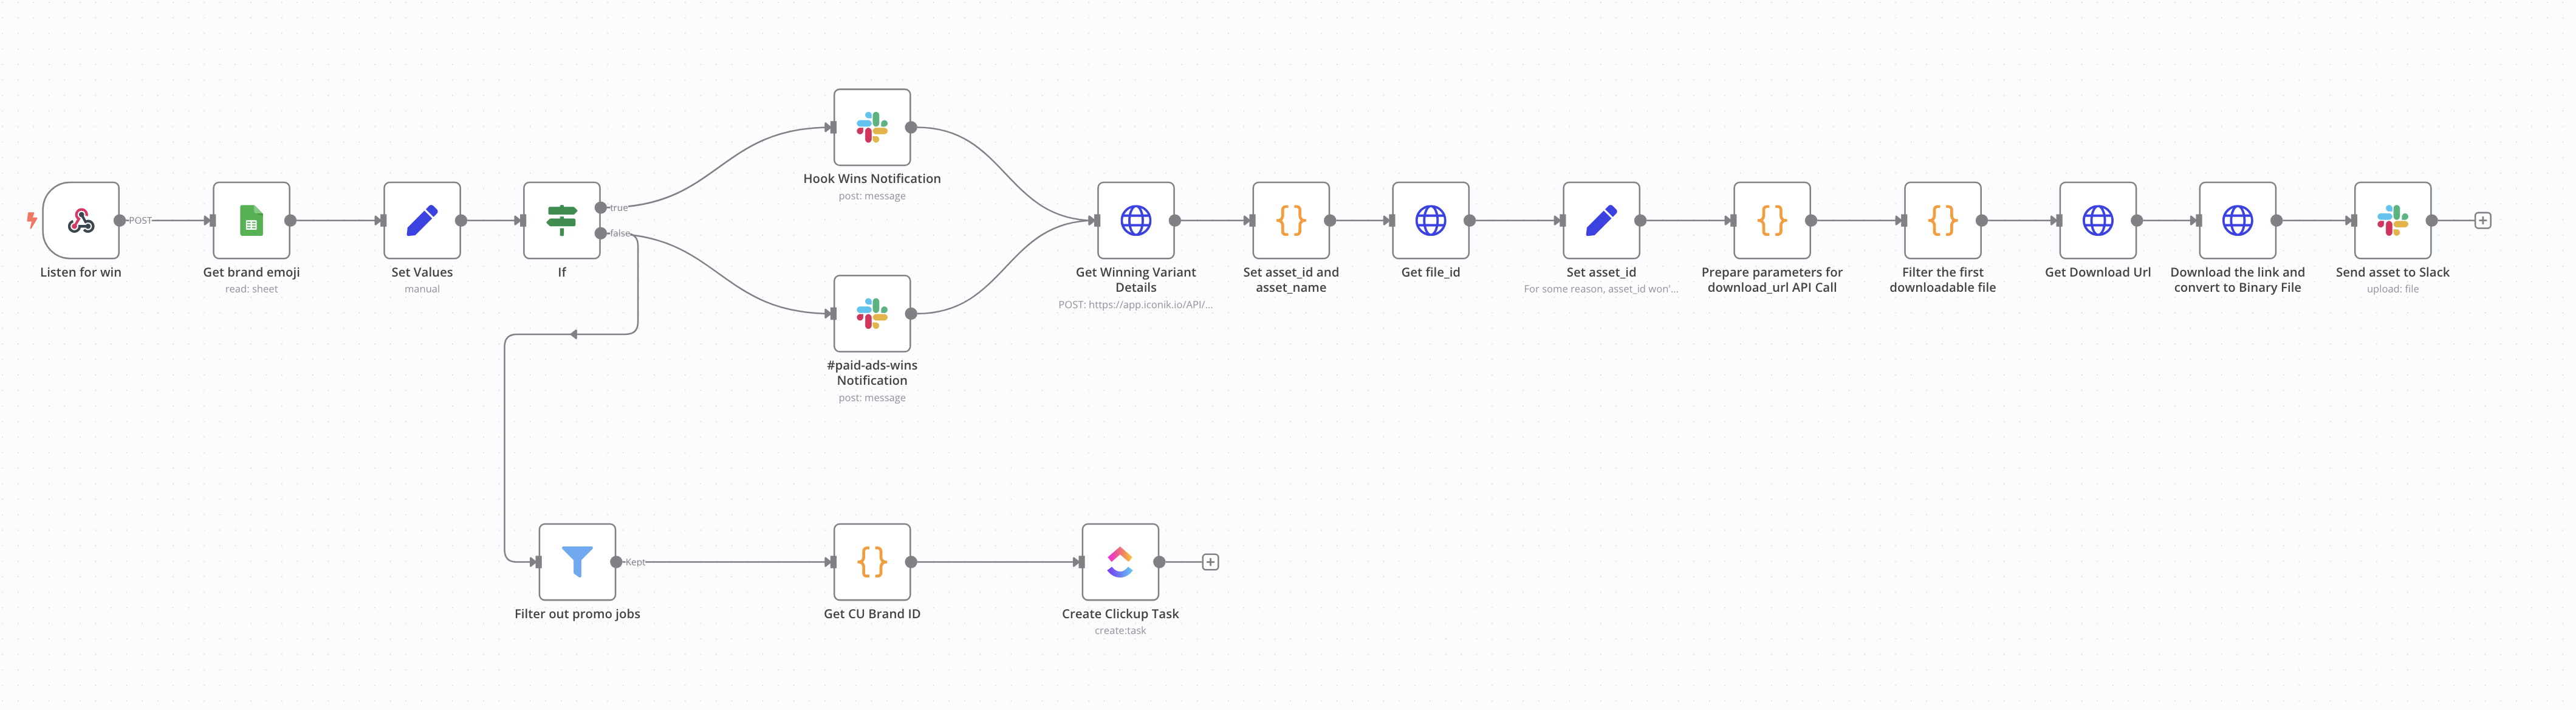 Hook Wins Notification
post: message
POST
true
false
Listen for win
Get brand emoji
read: sheet
Set Values
manual
If
Get Winning Variant
Details
POST: https://app.iconik.io/API/...
Set asset_id and
asset_name
Get file_id
Set asset_id
For some reason, asset_id won'...
Prepare parameters for
download_url API Call
Filter the first
downloadable file
Get Download Url
Download the link and
convert to Binary File
Send asset to Slack
upload: file
#paid-ads-wins
Notification
post: message
Kept
Filter out promo jobs
Get CU Brand ID
Create Clickup Task
create:task